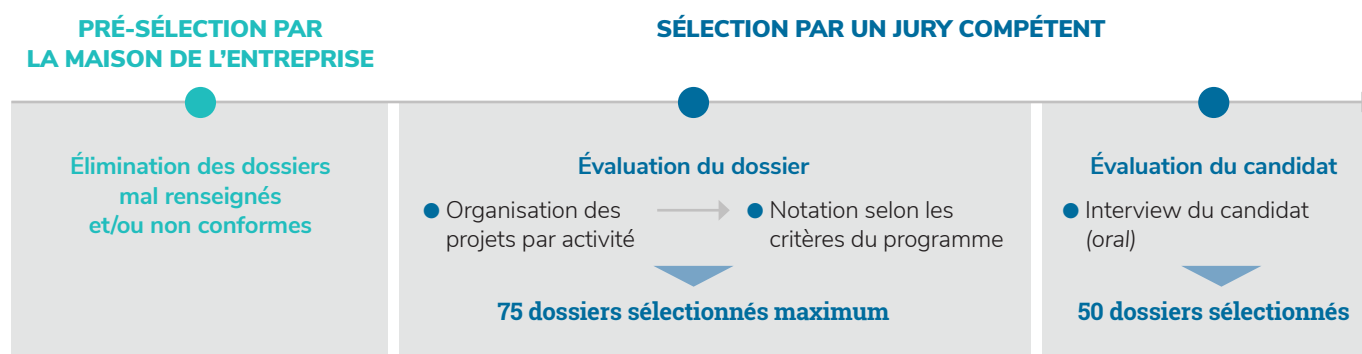 PRÉ-SÉLECTION PAR
LA MAISON DE L'ENTREPRISE
SÉLECTION PAR UN JURY COMPÉTENT
Élimination des dossiers
mal renseignés
et/ou non conformes
Évaluation du dossier
Organisation des
projets par activité
Notation selon les
critères du programme
75 dossiers sélectionnés maximum
Évaluation du candidat
Interview du candidat
(oral)
50 dossiers sélectionnés